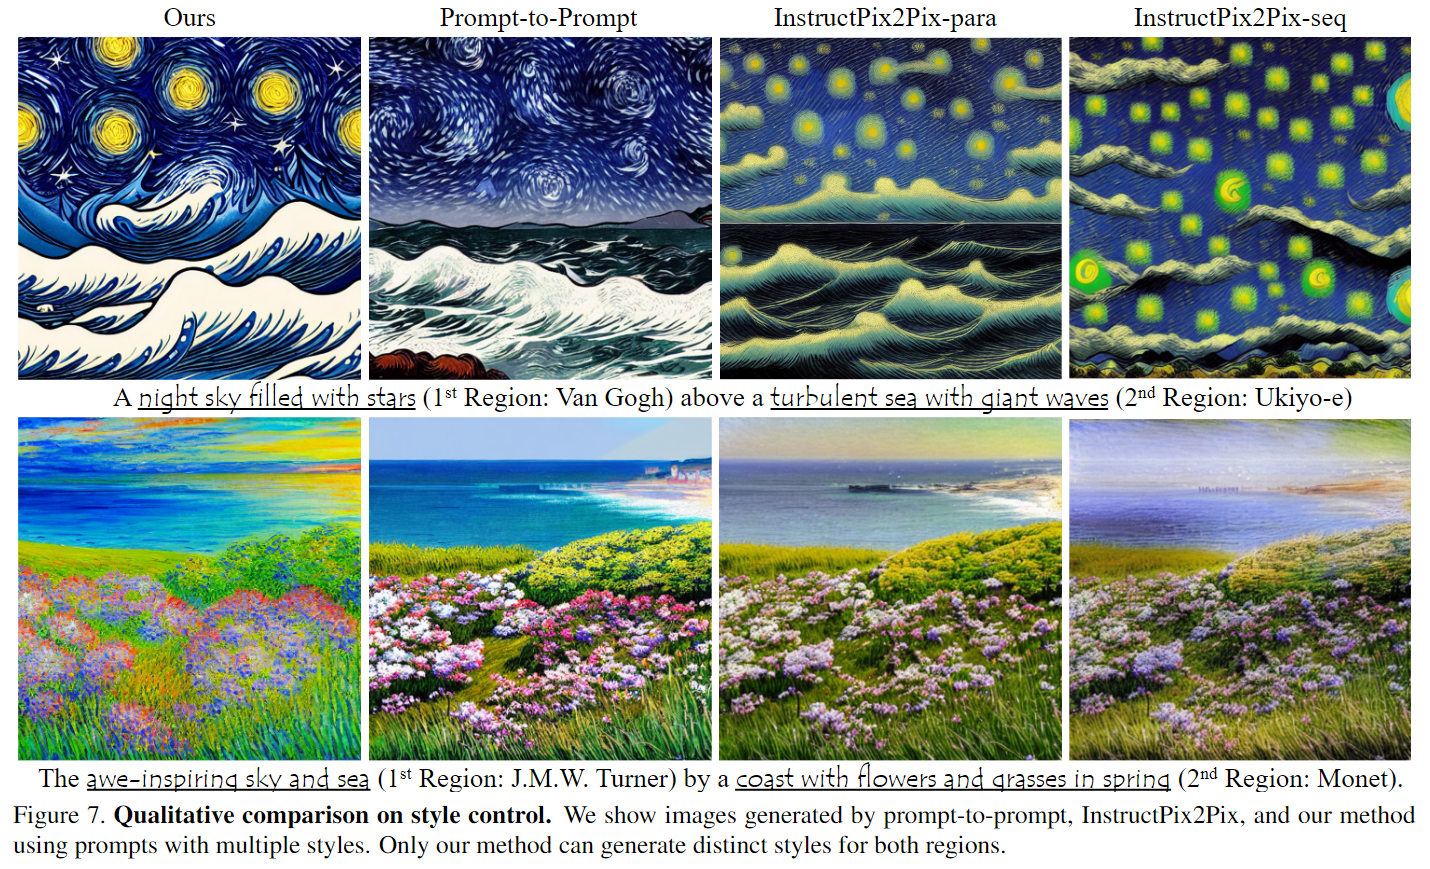 Ours Prompt-to-Prompt InstructPix2Pix-para InstructPix2Pix-seq
A night sky filled with stars (1st Region: Van Gogh) above a turbulent sea with giant waves (2nd Region: Ukiyo-e)
The awe-inspiring sky and sea (1st Region: J.M.W. Turner) by a coast with flowers and grasses in spring (2nd Region: Monet).
Figure 7. Qualitative comparison on style control. We show images generated by prompt-to-prompt, InstructPix2Pix, and our method
using prompts with multiple styles. Only our method can generate distinct styles for both regions.